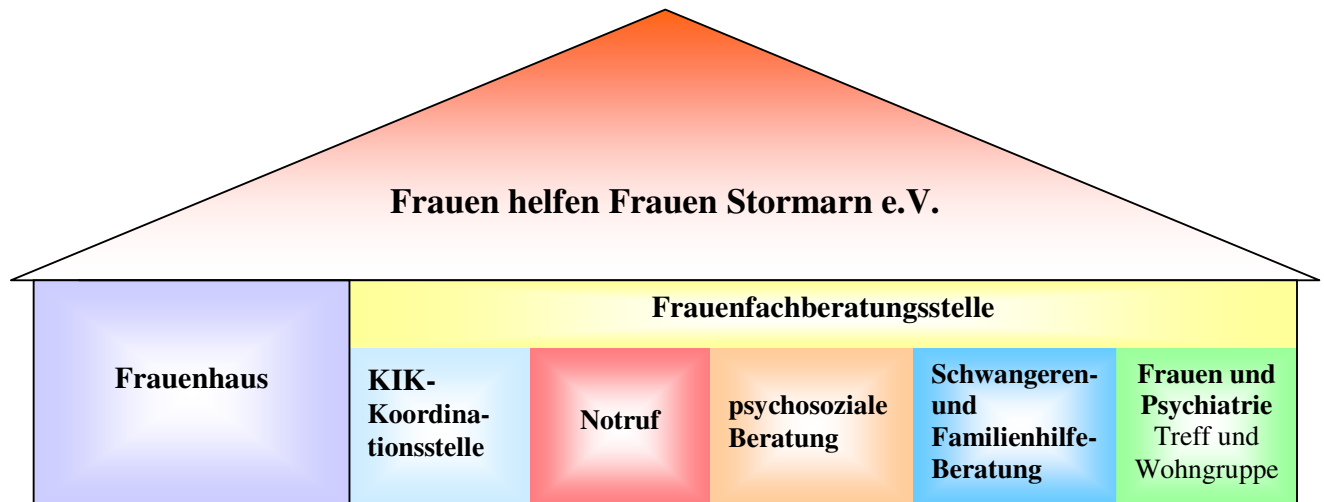 Frauen helfen Frauen Stormarn e.V.
Frauenfachberatungsstelle
Frauenhaus
KIK-
Koordina-
tionsstelle
Notruf
psychosoziale
Beratung
Schwangeren-
und
Familienhilfe-
Beratung
Frauen und
Psychiatrie
Treff und
Wohngruppe